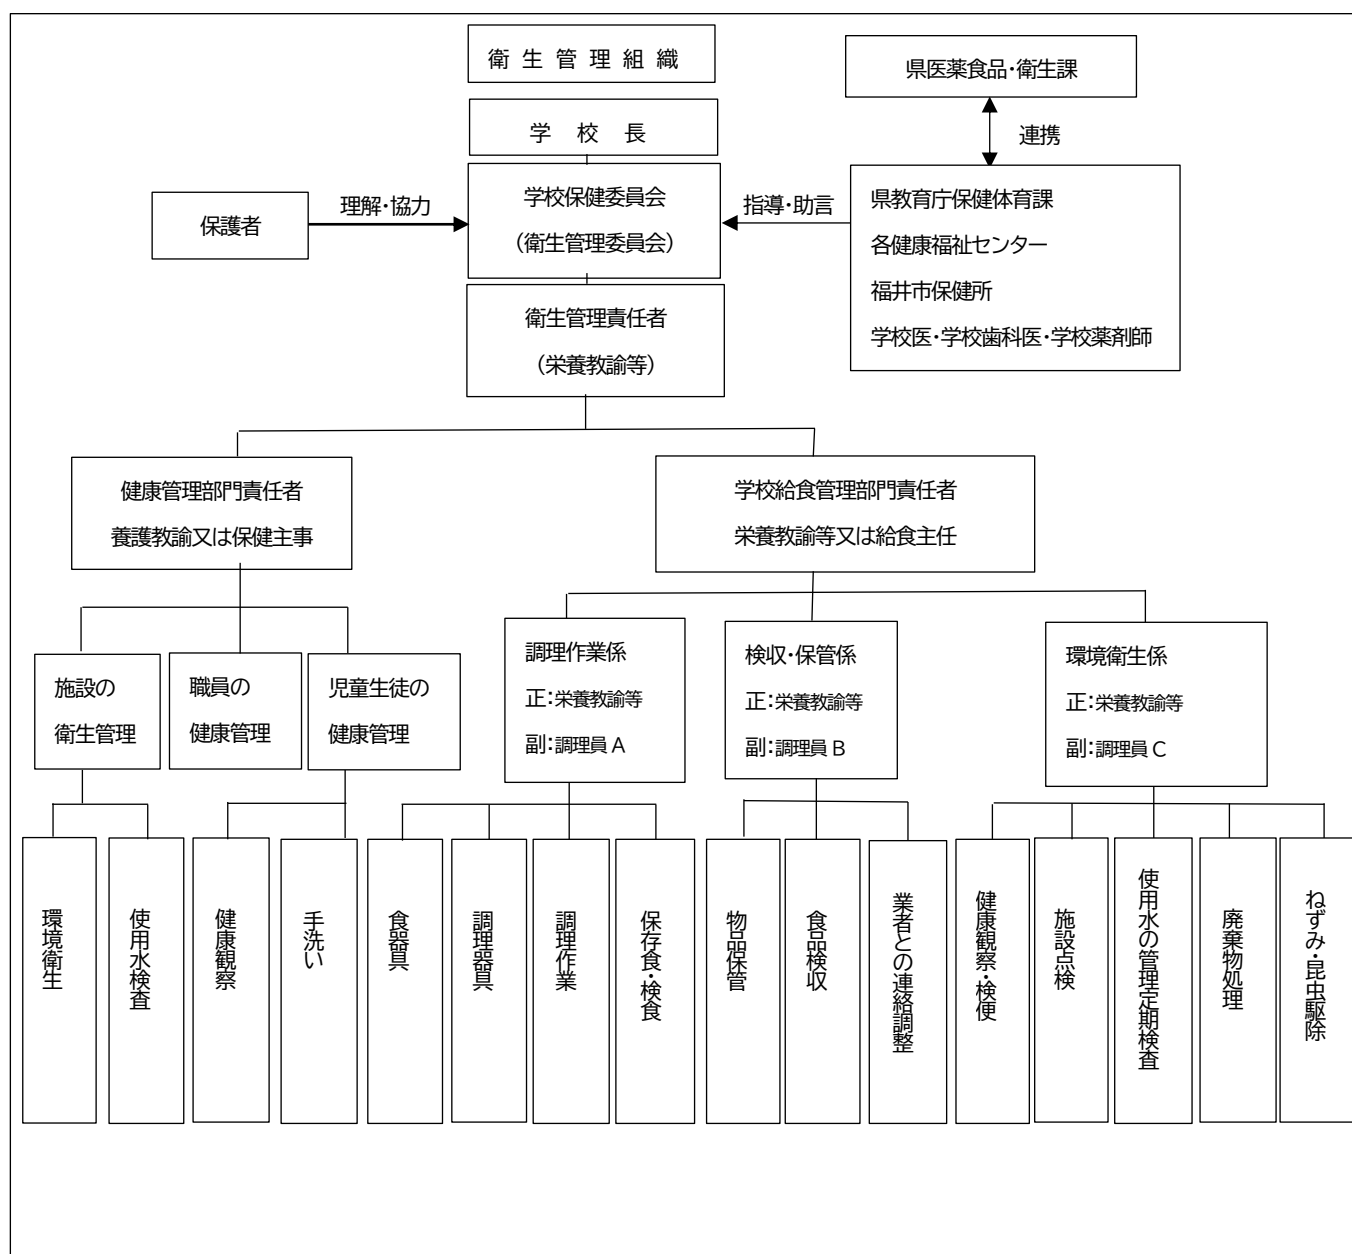 衛生管理組織
県医薬食品・衛生課
学校長
連携
保護者
理解・協力
学校保健委員会
（衛生管理委員会）
指導・助言
県教育庁保健体育課
各健康福祉センター
福井市保健所
学校医・学校歯科医・学校薬剤師
衛生管理責任者
（栄養教諭等）
健康管理部門責任者
養護教諭又は保健主事
学校給食管理部門責任者
栄養教諭等又は給食主任
施設の
衛生管理
職員の
健康管理
児童生徒の
健康管理
調理作業係
正：栄養教諭等
副：調理員A
検収・保管係
正：栄養教諭等
副：調理員B
環境衛生係
正：栄養教諭等
副：調理員C
環境衛生
使用水検査
健康観察
手洗い
食器具
調理器具
調理作業
保存食・検食
物品保管
食品検収
業者との連絡調整
健康観察・検便
施設点検
使用水の管理定期検査
廃棄物処理
ねずみ・昆虫駆除